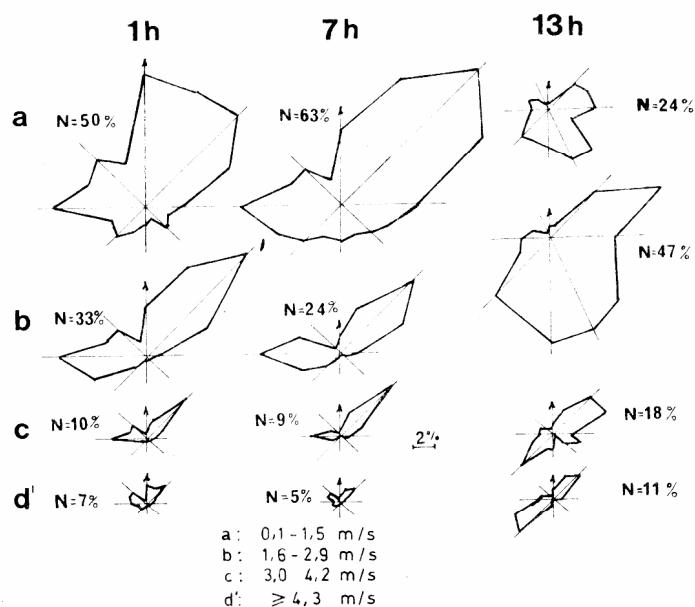 1h 7h 13h
a N=50% N=63% N=24%
N=47%
b N=33% N=24%
c N=10% N=9% 2% N=18%
d' N=7% N=5% N=11%
a: 0,1-1,5 m/s
b: 1,6-2,9 m/s
c: 3,0 4,2 m/s
d': ≥4,3 m/s